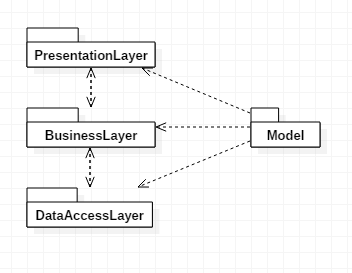 PresentationLayer
BusinessLayer
Model
DataAccessLayer